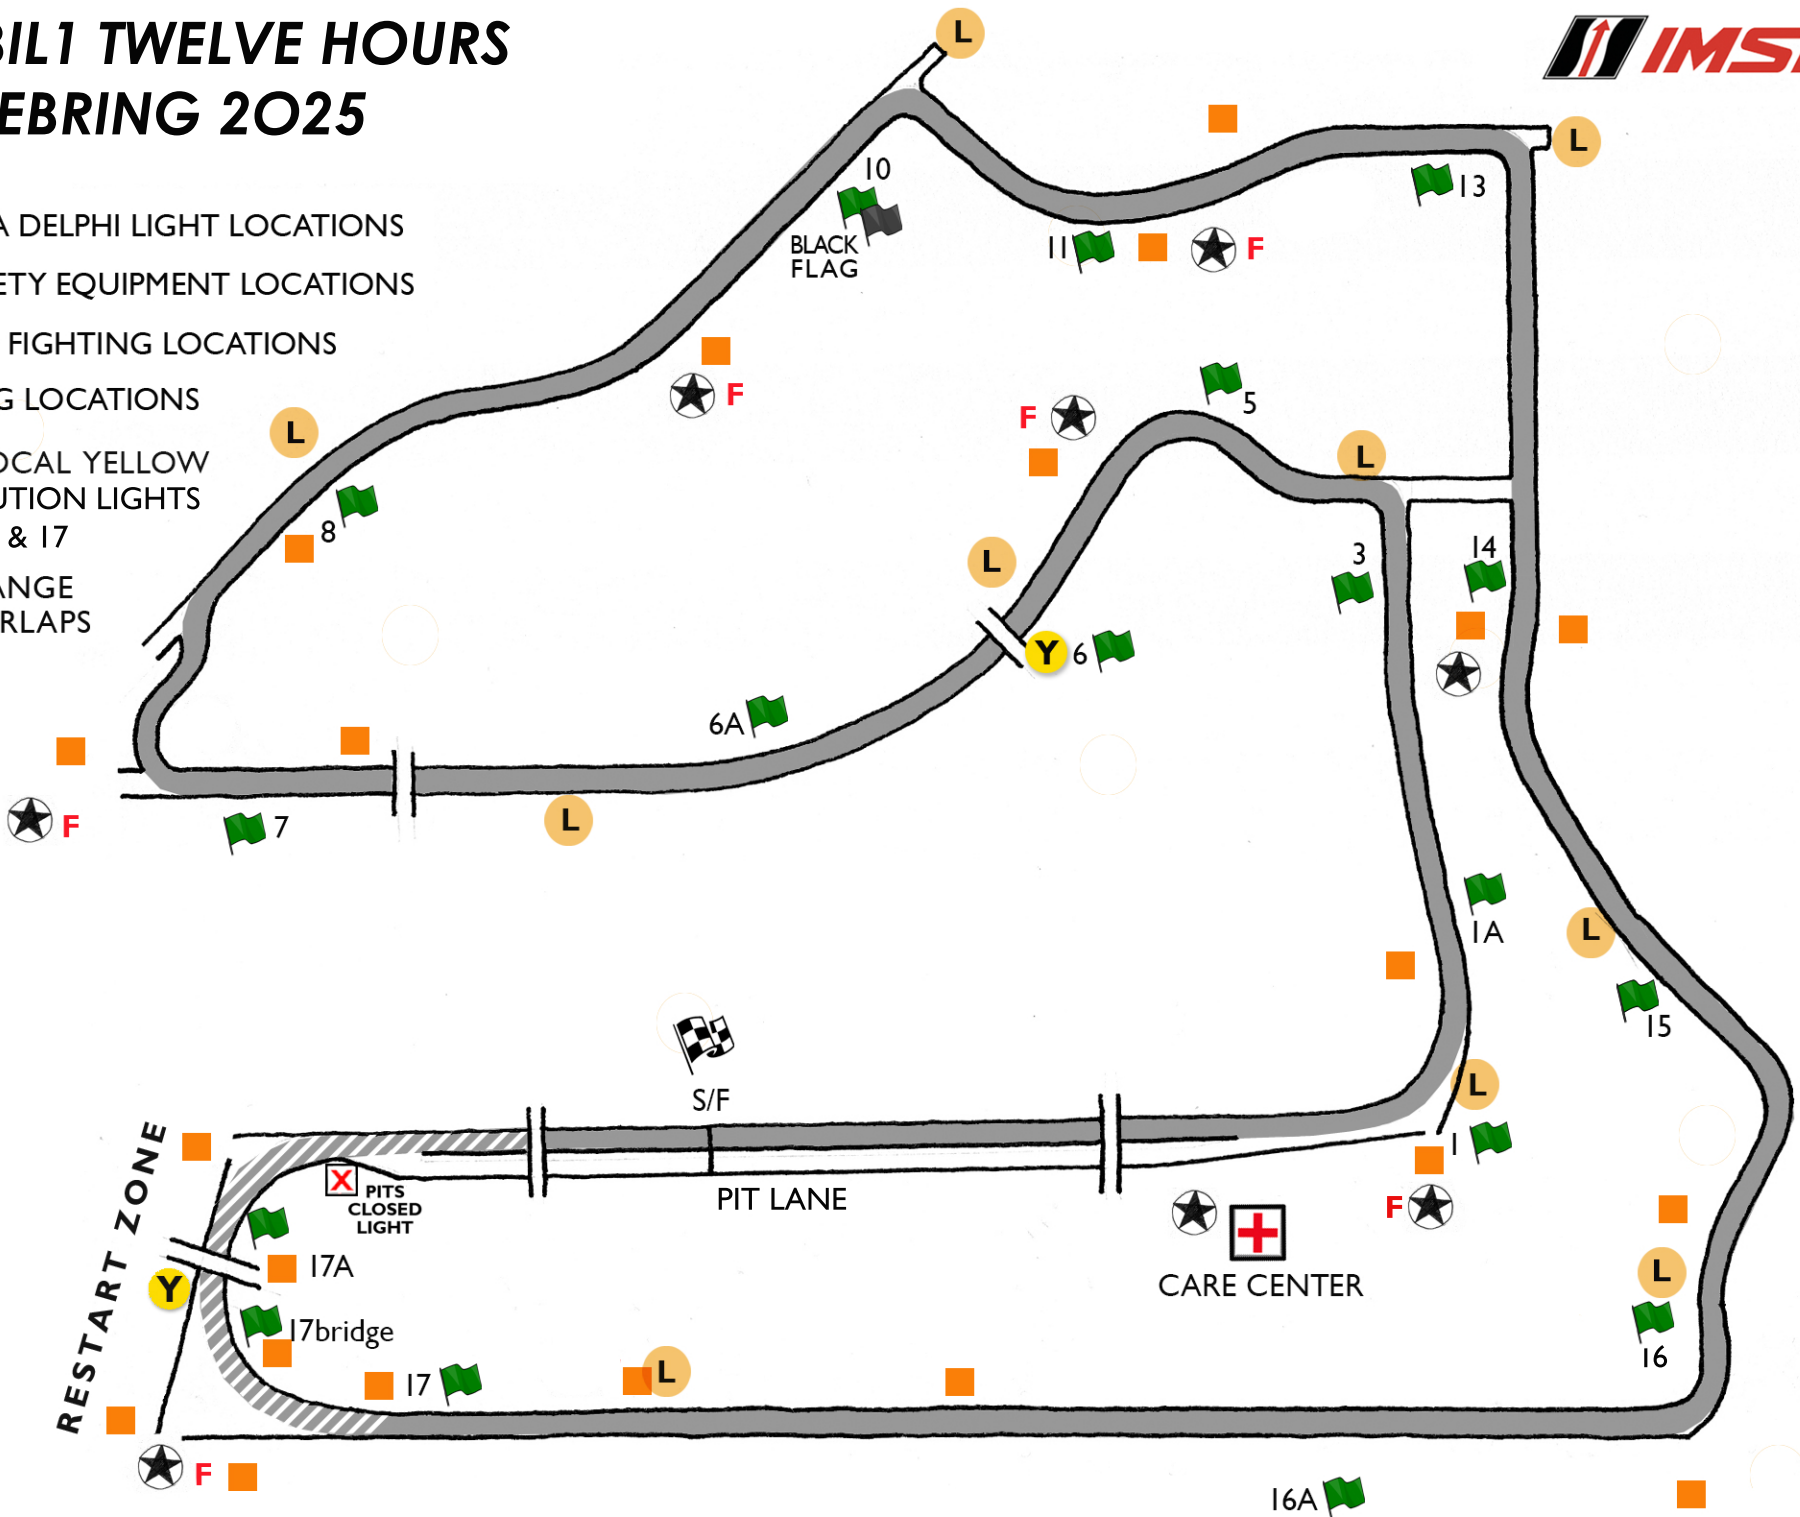 BIL1 TWELVE HOURS
EBRING 2025
IMS
A DELPHI LIGHT LOCATIONS
ETY EQUIPMENT LOCATIONS
FIGHTING LOCATIONS
G LOCATIONS
OCAL YELLOW
UTION LIGHTS
& 17
ANGE
RLAPS
L
L
10
BLACK
FLAG
11
F
13
F
5
F
L
L
8
L
3
14
Y 6
6A
F
7
L
1A
L
15
S/F
L
1
X
PITS
CLOSED
LIGHT
PIT LANE
F
CARE CENTER
RESTART ZONE
17A
Y
17bridge
L
16
17
L
F
16A